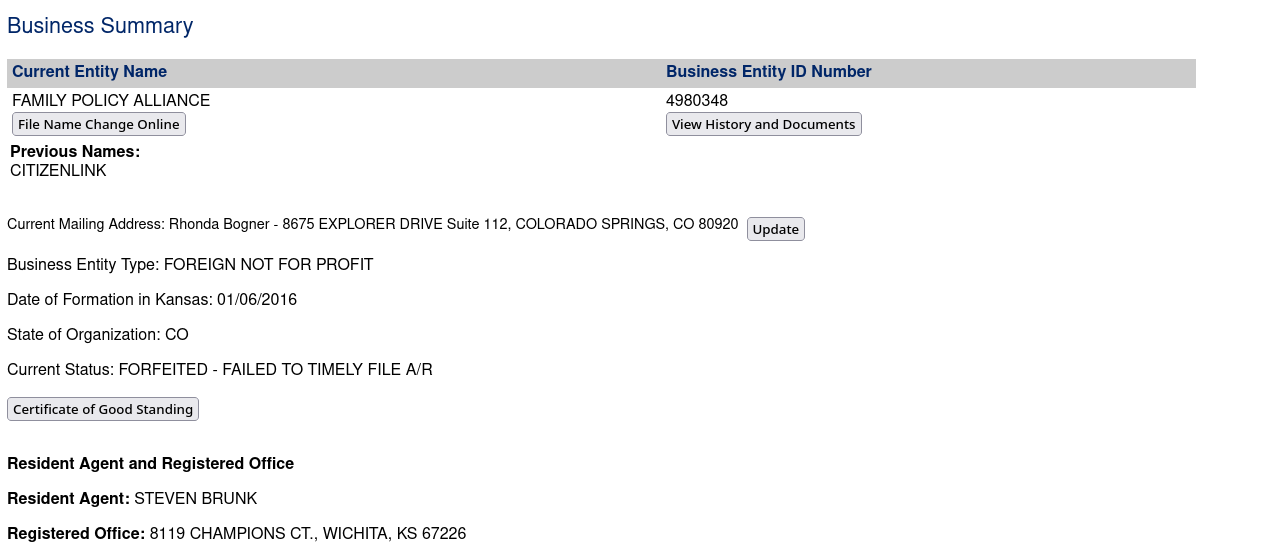 Business Summary
Current Entity Name Business Entity ID Number
FAMILY POLICY ALLIANCE 4980348
File Name Change Online View History and Documents
Previous Names:
CITIZENLINK
Current Mailing Address: Rhonda Bogner - 8675 EXPLORER DRIVE Suite 112, COLORADO SPRINGS, CO 80920 Update
Business Entity Type: FOREIGN NOT FOR PROFIT
Date of Formation in Kansas: 01/06/2016
State of Organization: CO
Current Status: FORFEITED - FAILED TO TIMELY FILE A/R
Certificate of Good Standing
Resident Agent and Registered Office
Resident Agent: STEVEN BRUNK
Registered Office: 8119 CHAMPIONS CT., WICHITA, KS 67226